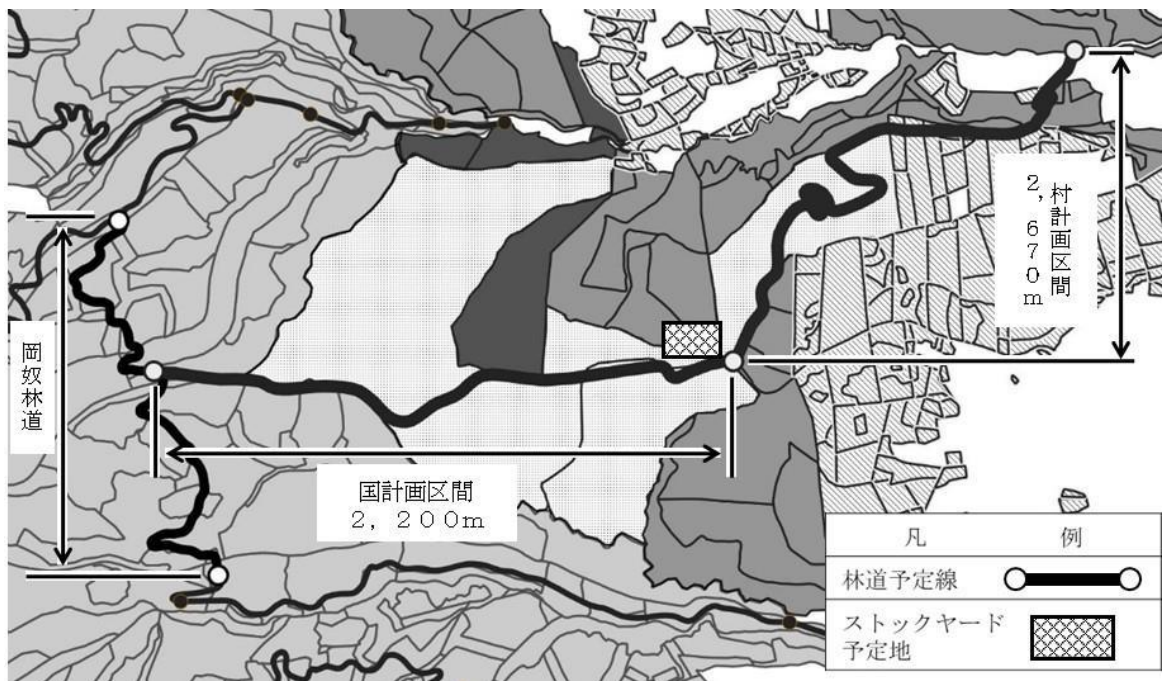 村計画区間
2,670m
岡奴林道
国計画区間
2,200m
凡　例
林道予定線
ストックヤード
予定地